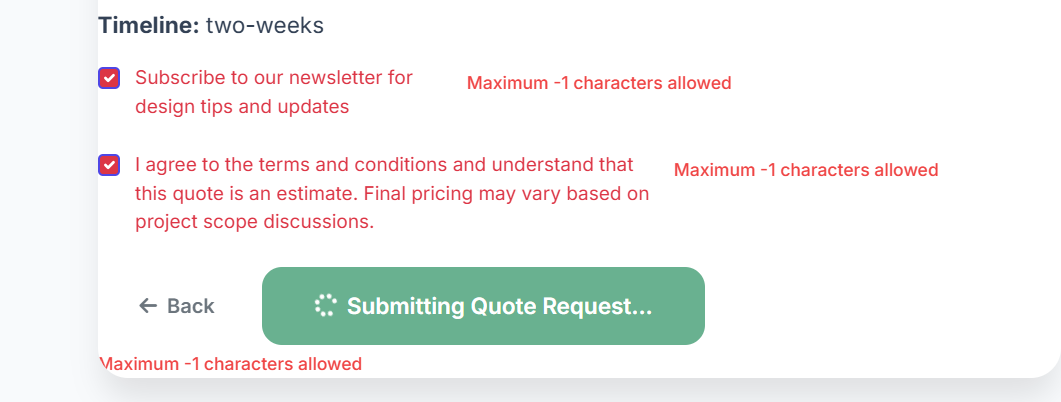 Timeline: two-weeks
Subscribe to our newsletter for
design tips and updates
Maximum -1 characters allowed
I agree to the terms and conditions and understand that
this quote is an estimate. Final pricing may vary based on
project scope discussions.
Maximum -1 characters allowed
Back
Submitting Quote Request...
Maximum -1 characters allowed